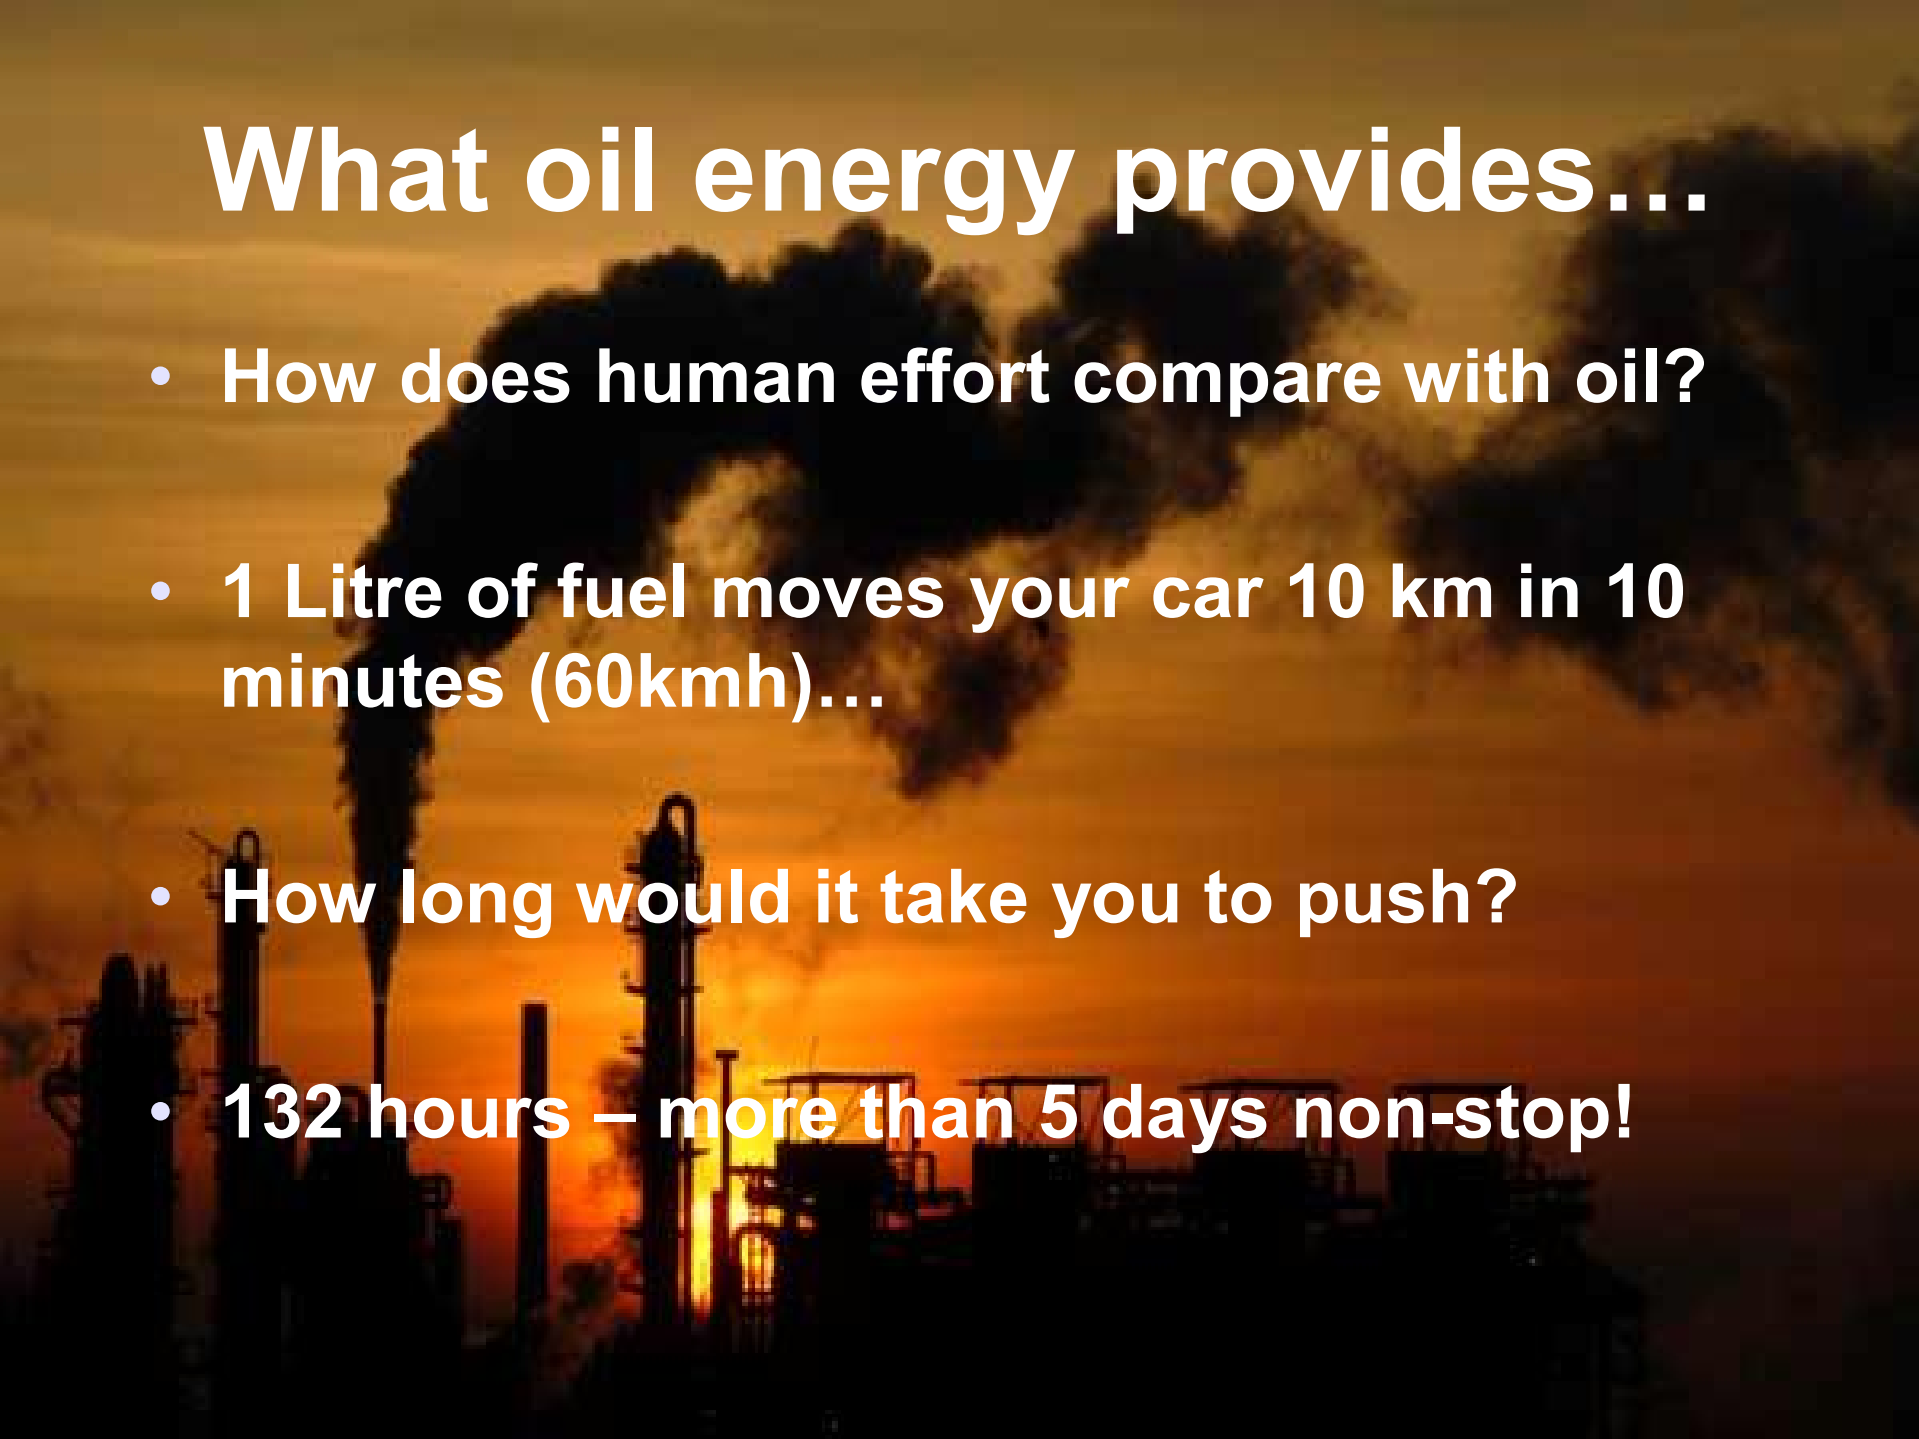 What oil energy provides…
• How does human effort compare with oil?
• 1 Litre of fuel moves your car 10 km in 10
minutes (60kmh)…
• How long would it take you to push?
• 132 hours – more than 5 days non-stop!